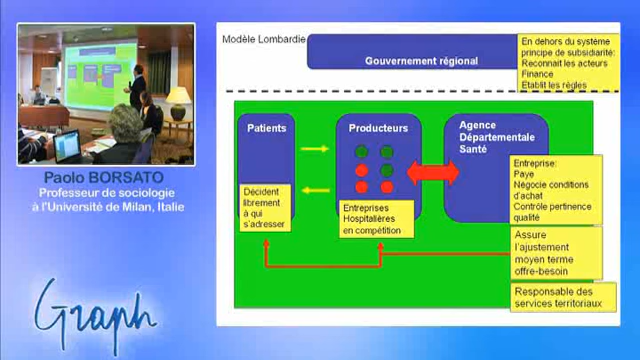 Modèle Lombardie
Gouvernement régional
En dehors du système
principe de subsidiarité:
Reconnait les acteurs
Finance
Etablit les règles
Patients
Producteurs
Agence
Départementale
Santé
Décident
librement
à qui
s'adresser
Entreprises
Hospitalières
en compétition
Entreprise:
Paye
Négocie conditions
d'achat
Contrôle pertinence
qualité
Assure
l'ajustement
moyen terme
offre-besoin
Responsable des
services territoriaux
Paolo BORSATO
Professeur de sociologie
à l'Université de Milan, Italie
Graph